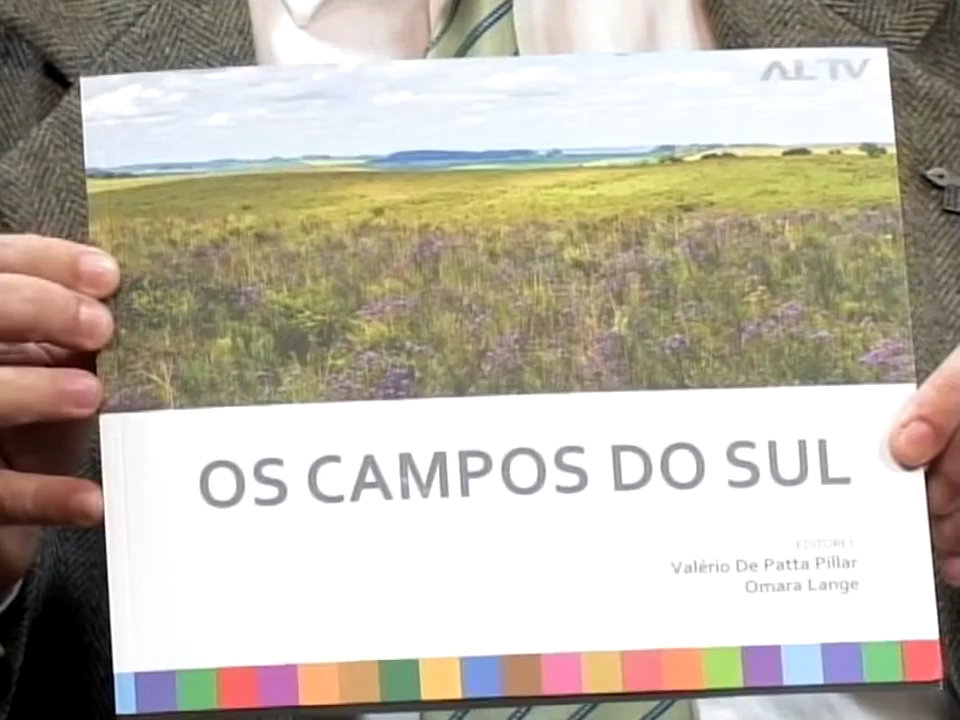 ALTV
OS CAMPOS DO SUL
EDITORES
Valério De Patta Pillar
Omara Lange